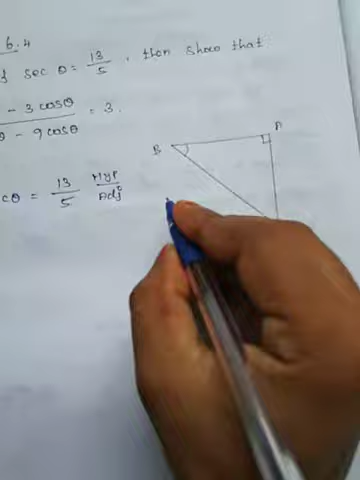 6.4
sec θ = 13/5, then show that
- 3 cosθ / - 9 cosθ = 3.
cθ = 13/5 Hyp/Adj
B
A